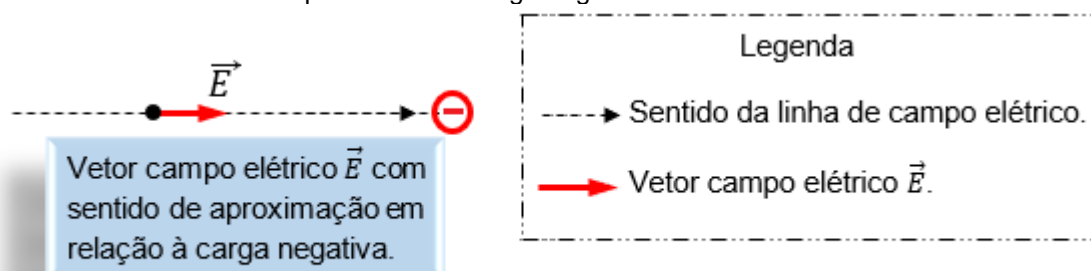 Legenda
E⃗
Sentido da linha de campo elétrico.
Vetor campo elétrico E⃗ com
sentido de aproximação em
relação à carga negativa.
Vetor campo elétrico E⃗.